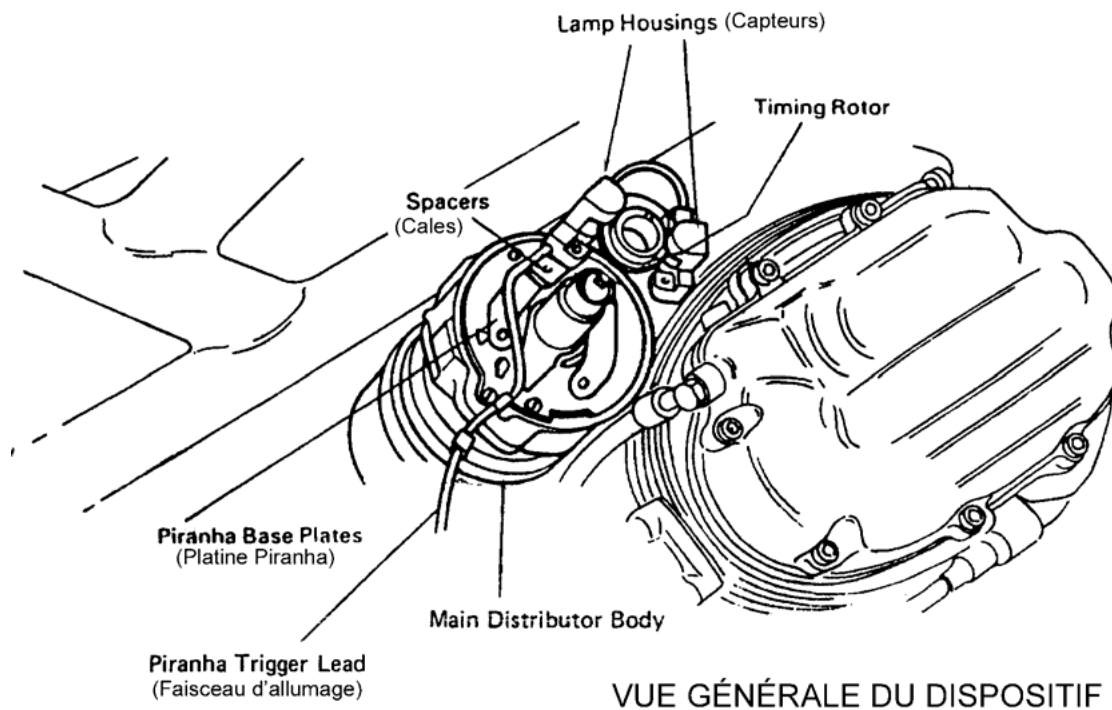 Lamp Housings (Capteurs)
Timing Rotor
Spacers
(Cales)
Piranha Base Plates
(Platine Piranha)
Main Distributor Body
Piranha Trigger Lead
(Faisceau d'allumage)
VUE GÉNÉRALE DU DISPOSITIF